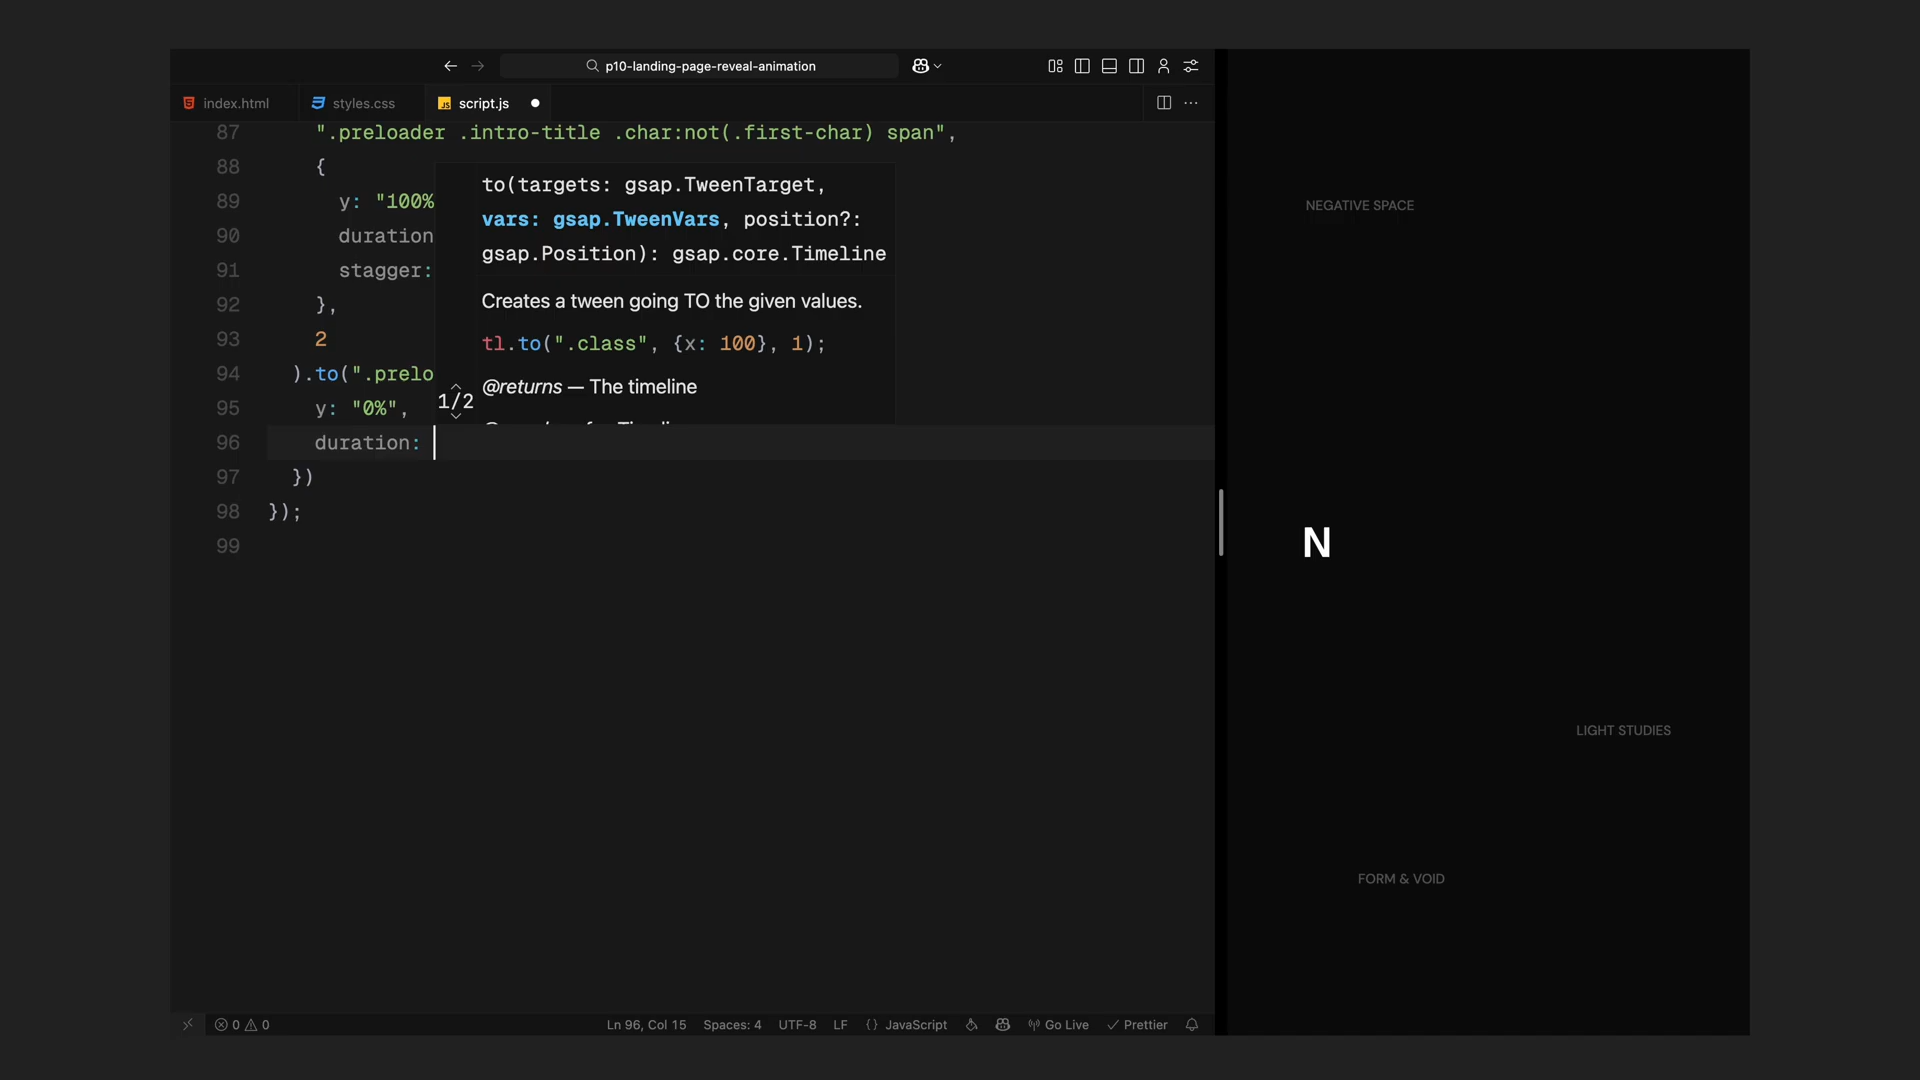 p10-landing-page-reveal-animation
index.html
styles.css
JS script.js
87 ".preloader .intro-title .char:not(.first-char) span",
88 {
89 y: "100%
90 duration
91 stagger:
92 },
93 2
94 ).to(".prelo
95 y: "0%",
96 duration:
97 })
98 });
99
to(targets: gsap.TweenTarget,
vars: gsap.TweenVars, position?:
gsap.Position): gsap.core.Timeline
Creates a tween going TO the given values.
tl.to(".class", {x: 100}, 1);
1/2
@returns — The timeline
0 0
Ln 96, Col 15
Spaces: 4
UTF-8
LF
{} JavaScript
Go Live
Prettier
NEGATIVE SPACE
N
LIGHT STUDIES
FORM & VOID